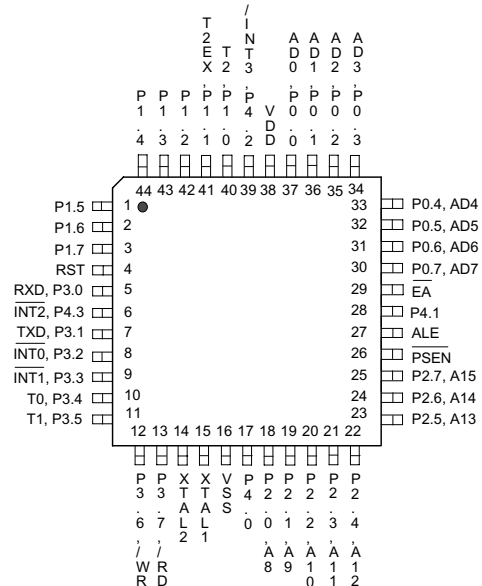 P1.4
P1.3
P1.2
T2EX,P1.1
T2,P1.0
/INT3,P4.2
VDD
AD0,P0.0
AD1,P0.1
AD2,P0.2
AD3,P0.3
44 43 42 41 40 39 38 37 36 35 34
P1.5 1
P1.6 2
P1.7 3
RST 4
RXD, P3.0 5
INT2, P4.3 6
TXD, P3.1 7
INT0, P3.2 8
INT1, P3.3 9
T0, P3.4 10
T1, P3.5 11
33 P0.4, AD4
32 P0.5, AD5
31 P0.6, AD6
30 P0.7, AD7
29 EA
28 P4.1
27 ALE
26 PSEN
25 P2.7, A15
24 P2.6, A14
23 P2.5, A13
12 13 14 15 16 17 18 19 20 21 22
P3.6,/WR
P3.7,/RD
XTAL2
XTAL1
VSS
P4.0
P2.0,A8
P2.1,A9
P2.2,A10
P2.3,A11
P2.4,A12